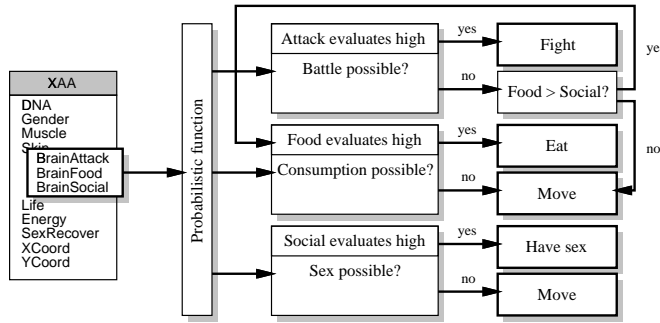 XAA
DNA
Gender
Muscle
Skin
BrainAttack
BrainFood
BrainSocial
Life
Energy
SexRecover
XCoord
YCoord
Probabilistic function
Attack evaluates high
Battle possible?
yes
no
Fight
Food > Social?
yes
no
Food evaluates high
Consumption possible?
yes
no
Eat
Move
Social evaluates high
Sex possible?
yes
no
Have sex
Move